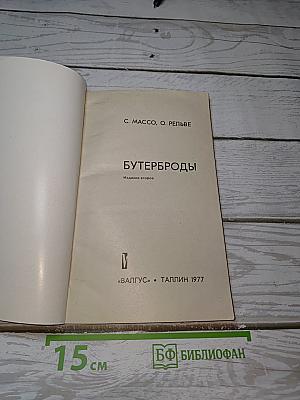 С. МАССО, О. РЕЛЬВЕ
БУТЕРБРОДЫ
Издание второе
«ВАЛГУС» • ТАЛЛИН 1977
15 см
БФ БИБЛИОФАН